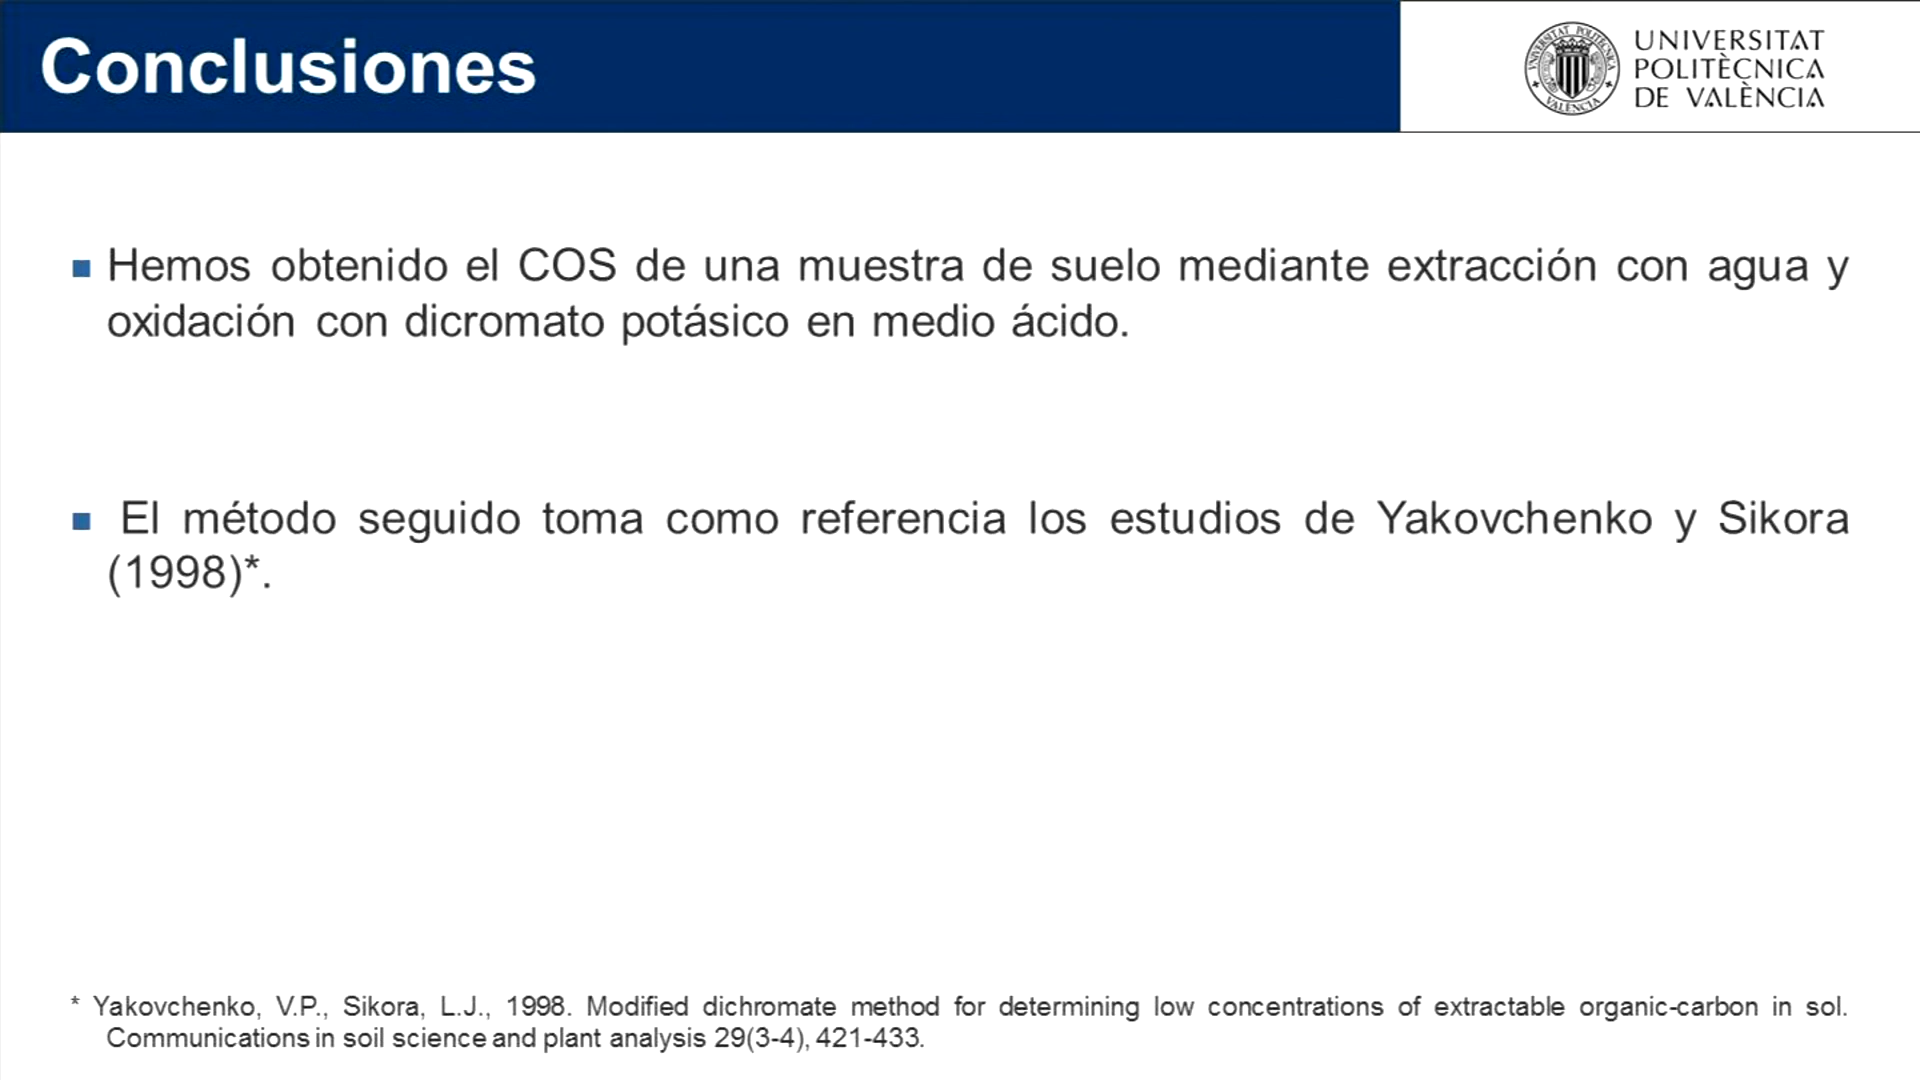 Conclusiones
UNIVERSITAT
POLITÈCNICA
DE VALÈNCIA
Hemos obtenido el COS de una muestra de suelo mediante extracción con agua y
oxidación con dicromato potásico en medio ácido.
El método seguido toma como referencia los estudios de Yakovchenko y Sikora
(1998)*.
* Yakovchenko, V.P., Sikora, L.J., 1998. Modified dichromate method for determining low concentrations of extractable organic-carbon in sol.
Communications in soil science and plant analysis 29(3-4), 421-433.